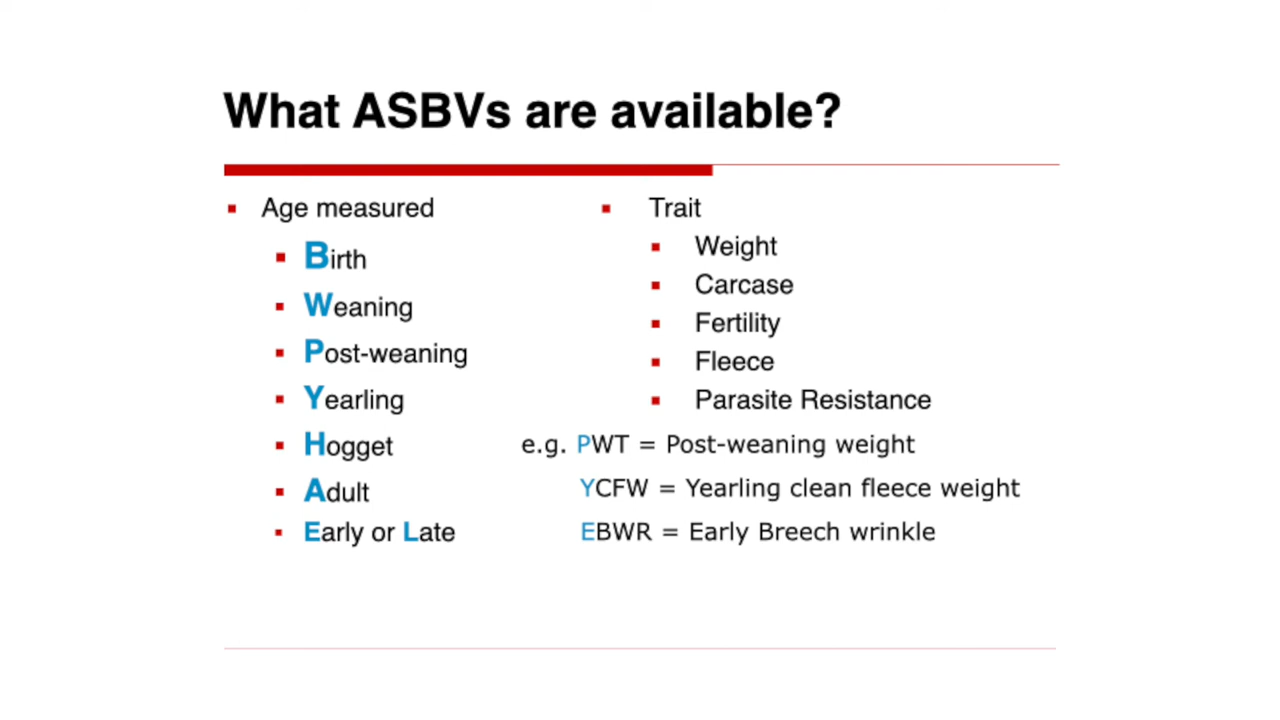 What ASBVs are available?
Age measured
Birth
Weaning
Post-weaning
Yearling
Hogget
Adult
Early or Late
Trait
Weight
Carcase
Fertility
Fleece
Parasite Resistance
e.g. PWT = Post-weaning weight
YCFW = Yearling clean fleece weight
EBWR = Early Breech wrinkle